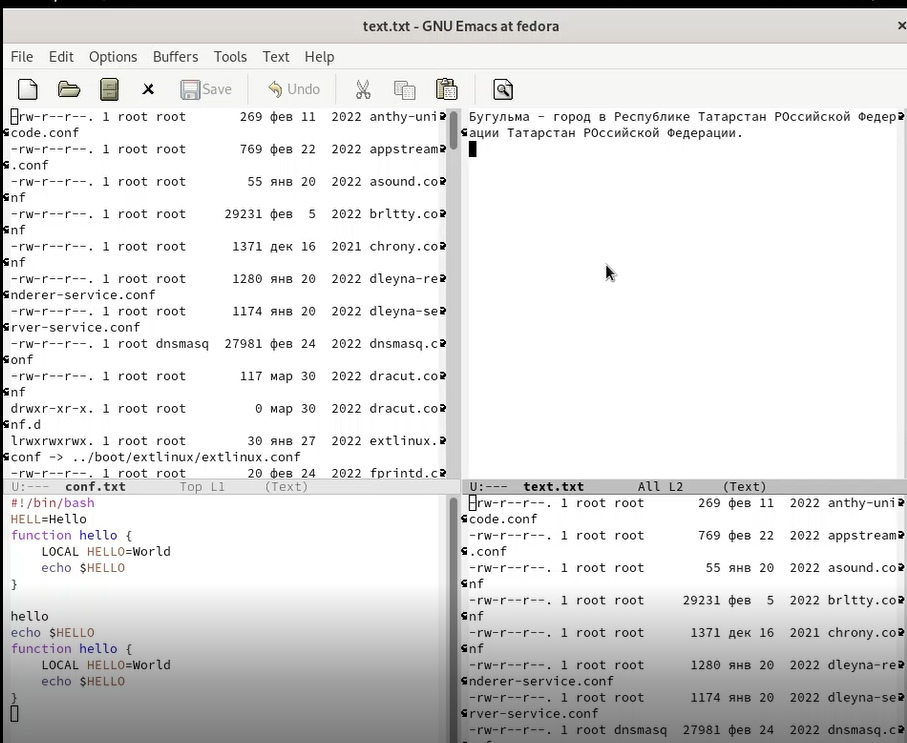 text.txt - GNU Emacs at fedora
File Edit Options Buffers Tools Text Help
Save Undo
-rw-r--r--. 1 root root 269 фев 11 2022 anthy-uni
code.conf
-rw-r--r--. 1 root root 769 фев 22 2022 appstream
.conf
-rw-r--r--. 1 root root 55 янв 20 2022 asound.co
nf
-rw-r--r--. 1 root root 29231 фев 5 2022 brltty.co
nf
-rw-r--r--. 1 root root 1371 дек 16 2021 chrony.co
nf
-rw-r--r--. 1 root root 1280 янв 20 2022 dleyna-re
nderer-service.conf
-rw-r--r--. 1 root root 1174 янв 20 2022 dleyna-se
rver-service.conf
-rw-r--r--. 1 root dnsmasq 27981 фев 24 2022 dnsmasq.c
onf
-rw-r--r--. 1 root root 117 мар 30 2022 dracut.co
nf
drwxr-xr-x. 1 root root 0 мар 30 2022 dracut.co
nf.d
lrwxrwxrwx. 1 root root 30 янв 27 2022 extlinux.
conf -> ../boot/extlinux/extlinux.conf
-rw-r--r--. 1 root root 20 фев 24 2022 fprintd.c
U:--- conf.txt Top L1 (Text)
Бугульма - город в Республике Татарстан РОссийской Федер
ации Татарстан РОссийской Федерации.
U:--- text.txt All L2 (Text)
#!/bin/bash
HELL=Hello
function hello {
LOCAL HELLO=World
echo $HELLO
}
hello
echo $HELLO
function hello {
LOCAL HELLO=World
echo $HELLO
}
-rw-r--r--. 1 root root 269 фев 11 2022 anthy-uni
code.conf
-rw-r--r--. 1 root root 769 фев 22 2022 appstream
.conf
-rw-r--r--. 1 root root 55 янв 20 2022 asound.co
nf
-rw-r--r--. 1 root root 29231 фев 5 2022 brltty.co
nf
-rw-r--r--. 1 root root 1371 дек 16 2021 chrony.co
nf
-rw-r--r--. 1 root root 1280 янв 20 2022 dleyna-re
nderer-service.conf
-rw-r--r--. 1 root root 1174 янв 20 2022 dleyna-se
rver-service.conf
-rw-r--r--. 1 root dnsmasq 27981 фев 24 2022 dnsmasq.c